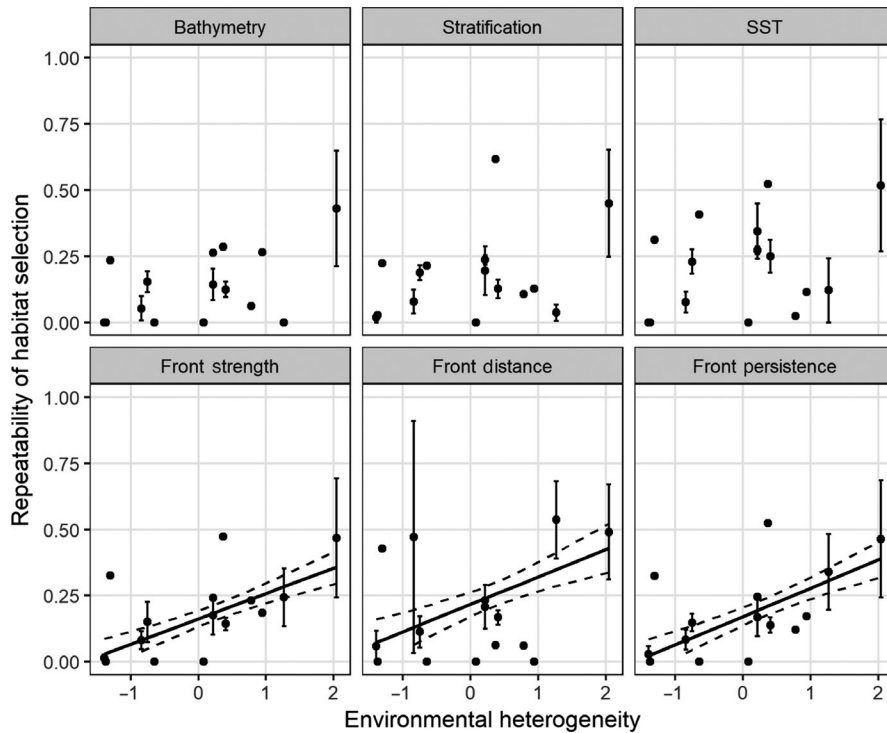 Bathymetry
Stratification
SST
1.00
0.75
0.50
0.25
0.00
Front strength
Front distance
Front persistence
1.00
0.75
0.50
0.25
0.00
−1 0 1 2
−1 0 1 2
−1 0 1 2
Repeatability of habitat selection
Environmental heterogeneity